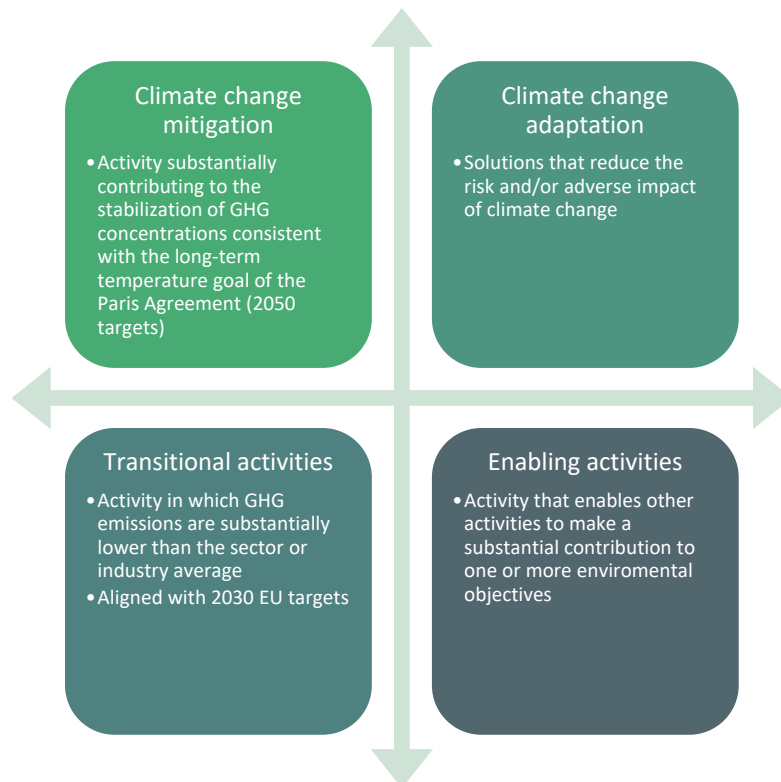 Climate change
mitigation
•Activity substantially
contributing to the
stabilization of GHG
concentrations consistent
with the long-term
temperature goal of the
Paris Agreement (2050
targets)
Climate change
adaptation
•Solutions that reduce the
risk and/or adverse impact
of climate change
Transitional activities
•Activity in which GHG
emissions are substantially
lower than the sector or
industry average
•Aligned with 2030 EU targets
Enabling activities
•Activity that enables other
activities to make a
substantial contribution to
one or more enviromental
objectives